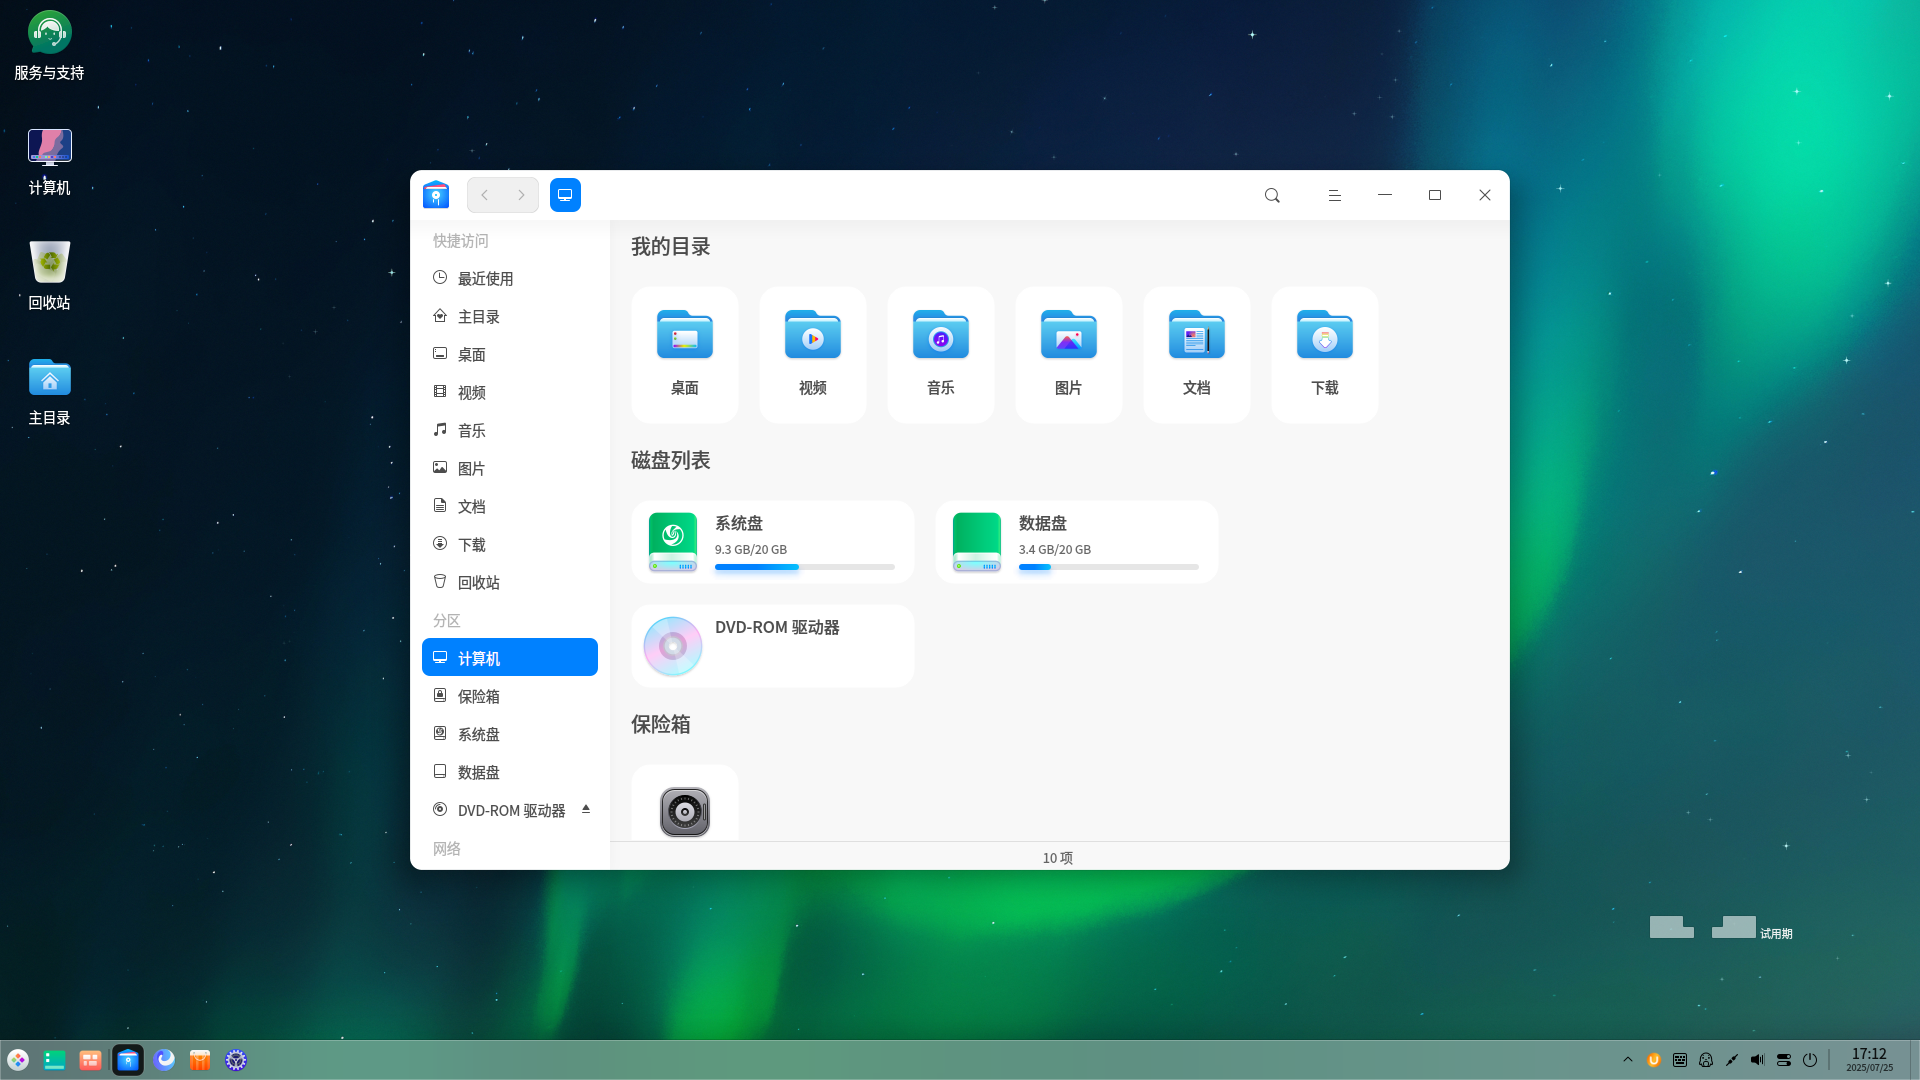 服务与支持
计算机
回收站
主目录
快捷访问
最近使用
主目录
桌面
视频
音乐
图片
文档
下载
回收站
分区
计算机
保险箱
系统盘
数据盘
DVD-ROM 驱动器
网络
我的目录
桌面
视频
音乐
图片
文档
下载
磁盘列表
系统盘
9.3 GB/20 GB
数据盘
3.4 GB/20 GB
DVD-ROM 驱动器
保险箱
10 项
试用期
17:12
2025/07/25